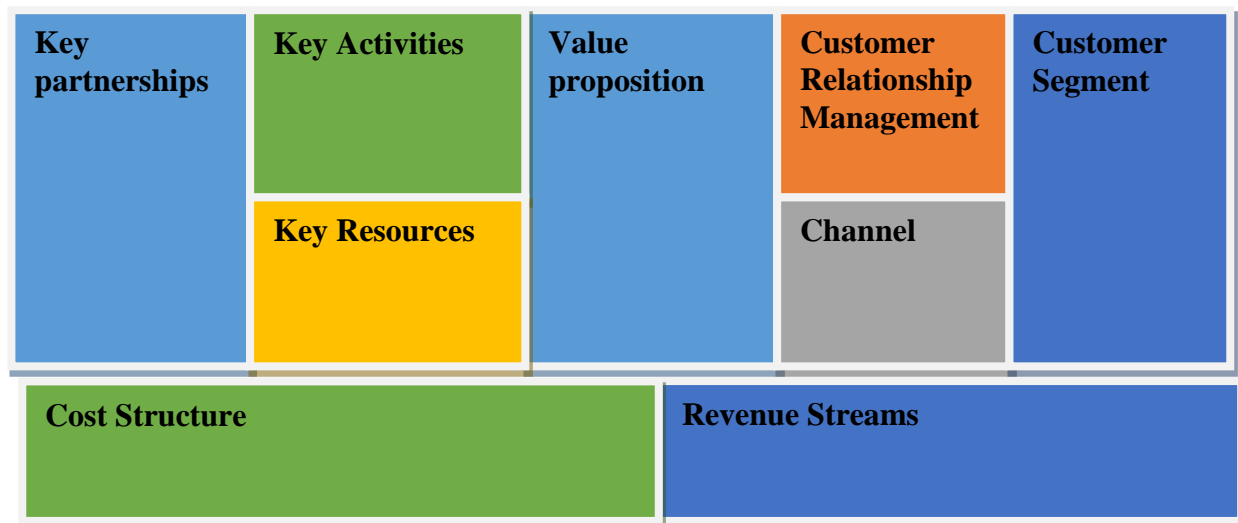 Key
partnerships
Key Activities
Key Resources
Value
proposition
Customer
Relationship
Management
Channel
Customer
Segment
Cost Structure
Revenue Streams